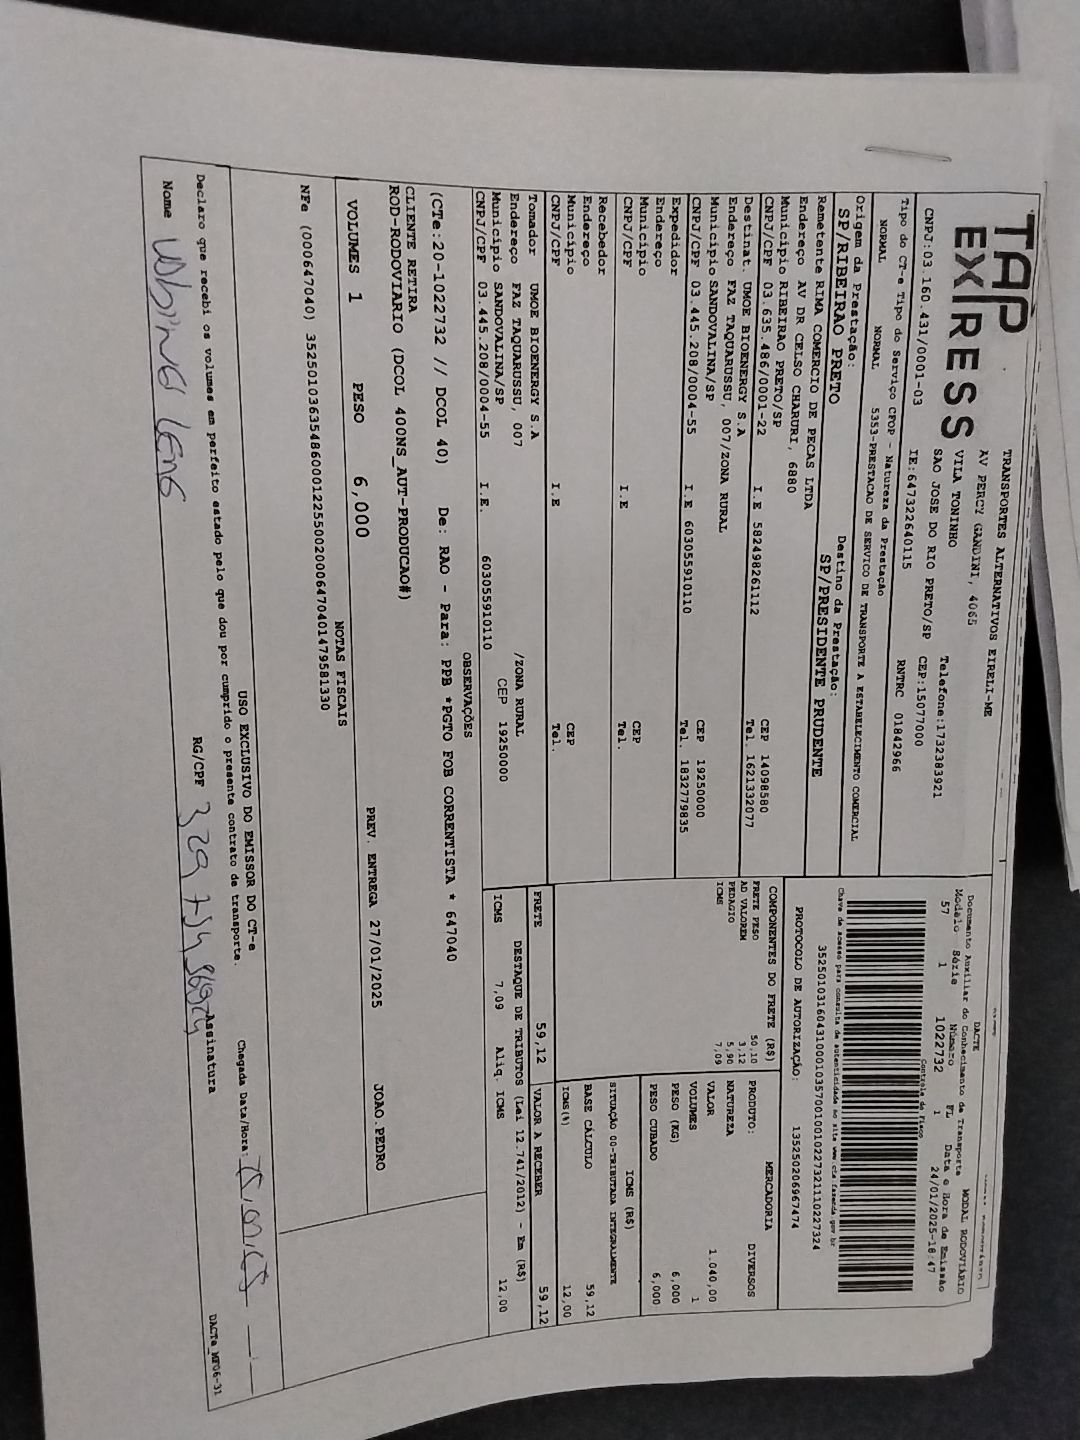 TAP
EXPRESS
TRANSPORTES ALTERNATIVOS EIRELI-ME
AV PERCY GANDINI, 4065
VILA TONINHO
SAO JOSE DO RIO PRETO/SP
Telefone:1732383921
CEP:15077000
CNPJ:03.160.431/0001-03
IE:647322640115
RNTRC 01842966
Tipo do CT-e Tipo do Serviço CFOP - Natureza da Prestação
NORMAL NORMAL 5353-PRESTACAO DE SERVICO DE TRANSPORTE A ESTABELECIMENTO COMERCIAL
Origem da Prestação: Destino da Prestação:
SP/RIBEIRAO PRETO SP/PRESIDENTE PRUDENTE
Remetente RIMA COMERCIO DE PECAS LTDA
Endereço AV DR CELSO CHARURI, 6880
Município RIBEIRAO PRETO/SP CEP 14098580
CNPJ/CPF 03.635.486/0001-22 I.E 582498261112 Tel. 1621332077
Destinat. UMOE BIOENERGY S.A
Endereço FAZ TAQUARUSSU, 007/ZONA RURAL
Município SANDOVALINA/SP CEP 19250000
CNPJ/CPF 03.445.208/0004-55 I.E 603055910110 Tel. 1832779835
Expedidor
Endereço
Município CEP
CNPJ/CPF I.E Tel.
Recebedor
Endereço
Município CEP
CNPJ/CPF I.E Tel.
Tomador UMOE BIOENERGY S.A
Endereço FAZ TAQUARUSSU, 007 /ZONA RURAL
Município SANDOVALINA/SP CEP 19250000
CNPJ/CPF 03.445.208/0004-55 I.E. 603055910110
DACTE
Documento Auxiliar do Conhecimento de Transporte
MODAL RODOVIÁRIO
Modelo Série Número FL Data e Hora de Emissão
57 1 1022732 1 24/01/2025-18:47
Controle do Fisco
Chave de acesso para consulta de autenticidade no site www.cte.fazenda.gov.br
35250103160431000103570010010227321110227324
PROTOCOLO DE AUTORIZAÇÃO: 135250206967474
COMPONENTES DO FRETE (R$)
FRETE PESO 50,10
AD VALOREM 3,12
PEDAGIO 5,90
ICMS 7,09
MERCADORIA
PRODUTO: DIVERSOS
NATUREZA
VALOR 1.040,00
VOLUMES 1
PESO (KG) 6,000
PESO CUBADO 6,000
ICMS (R$)
SITUAÇÃO 00-TRIBUTADA INTEGRALMENTE
BASE CÁLCULO 59,12
ICMS(%) 12,00
FRETE 59,12 VALOR A RECEBER 59,12
DESTAQUE DE TRIBUTOS (Lei 12.741/2012) - Em (R$)
ICMS 7,09 Aliq. ICMS 12,00
OBSERVAÇÕES
(CTe:20-1022732 // DCOL 40) De: RAO - Para: PPB *PGTO FOB CORRENTISTA * 647040
CLIENTE RETIRA
ROD-RODOVIARIO (DCOL 400NS_AUT-PRODUCAO#)
VOLUMES 1 PESO 6,000 PREV. ENTREGA 27/01/2025 JOAO.PEDRO
NOTAS FISCAIS
NFe (000647040) 35250103635486000122550020006470401479581330
USO EXCLUSIVO DO EMISSOR DO CT-e
Declaro que recebi os volumes em perfeito estado pelo que dou por cumprido o presente contrato de transporte.
Chegada Data/Hora:
Nome
RG/CPF
Assinatura
DACTe_MF06-31